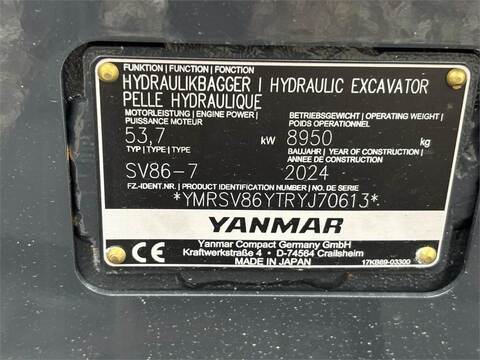 FUNKTION | FUNCTION | FONCTION
HYDRAULIKBAGGER | HYDRAULIC EXCAVATOR
PELLE HYDRAULIQUE
MOTORLEISTUNG | ENGINE POWER | BETRIEBSGEWICHT | OPERATING WEIGHT |
PUISSANCE MOTEUR POIDS OPERATIONNEL
53,7 kW 8950 kg
TYP | TYPE | TYPE BAUJAHR | YEAR OF CONSTRUCTION |
ANNEE DE CONSTRUCTION
SV86-7 2024
FZ.-IDENT.NR. | PRODUCT IDENTIFICATION NUMBER | NO. DE SERIE
*YMRSV86YTRYJ70613*
YANMAR
CE
Yanmar Compact Germany GmbH
Kraftwerkstraße 4 • D-74564 Crailsheim
MADE IN JAPAN
17KB89-03300